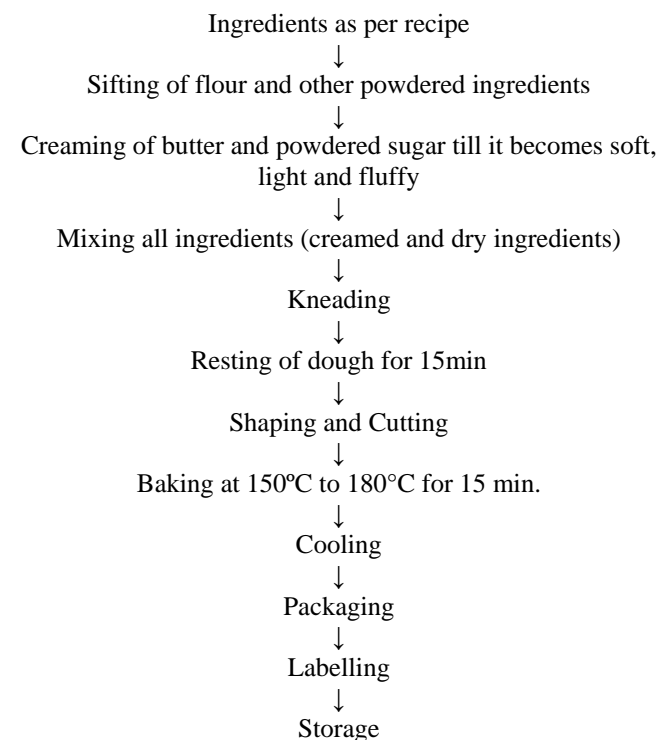 Ingredients as per recipe
↓
Sifting of flour and other powdered ingredients
↓
Creaming of butter and powdered sugar till it becomes soft,
light and fluffy
↓
Mixing all ingredients (creamed and dry ingredients)
↓
Kneading
↓
Resting of dough for 15min
↓
Shaping and Cutting
↓
Baking at 150ºC to 180°C for 15 min.
↓
Cooling
↓
Packaging
↓
Labelling
↓
Storage